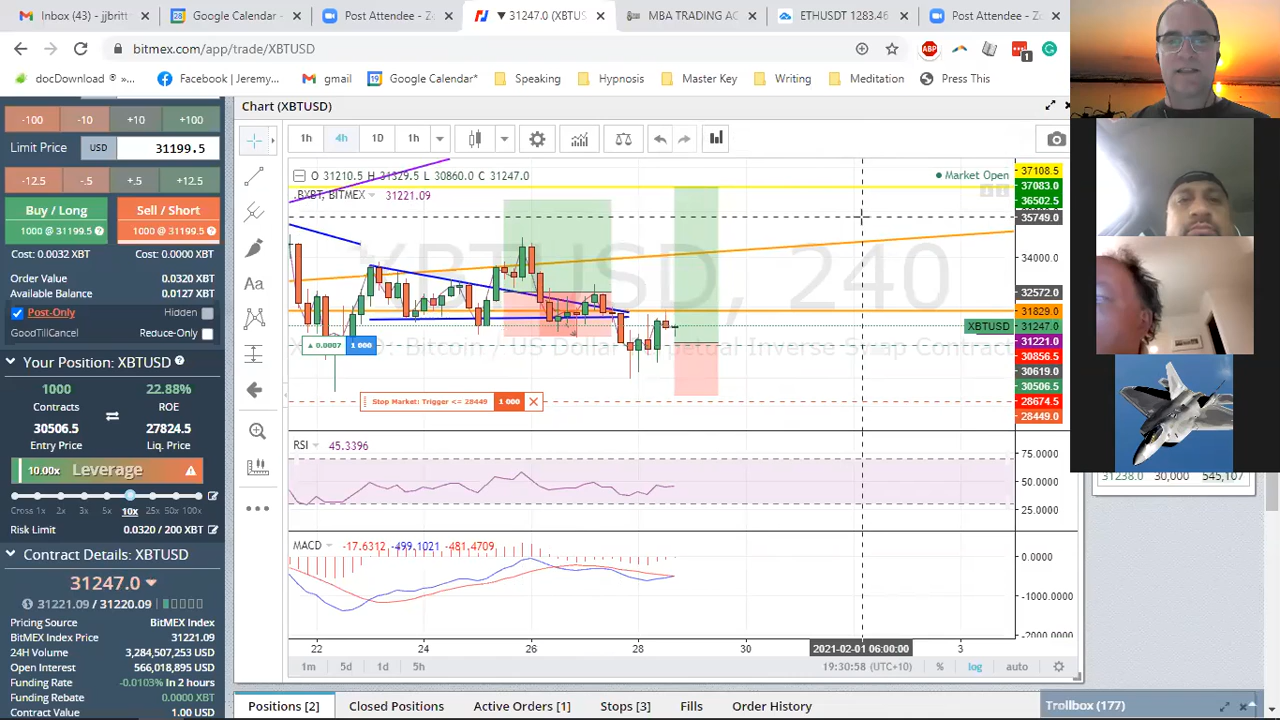 Inbox (43) - jjbritt
Google Calendar -
Post Attendee - Z
31247.0 (XBTUS
MBA TRADING AC
ETHUSDT 1283.46
Post Attendee - Zo
bitmex.com/app/trade/XBTUSD
ABP
1
docDownload ®»...
Facebook | Jeremy...
gmail
Google Calendar*
Speaking
Hypnosis
Master Key
Writing
Meditation
Press This
-100 -10 +10 +100
Limit Price USD 31199.5
-12.5 -.5 +.5 +12.5
Buy / Long
1000 @ 31199.5
Sell / Short
1000 @ 31199.5
Cost: 0.0032 XBT Cost: 0.0000 XBT
Order Value 0.0320 XBT
Available Balance 0.0127 XBT
Post-Only Hidden
GoodTillCancel Reduce-Only
Your Position: XBTUSD
1000 22.88%
Contracts ROE
30506.5 27824.5
Entry Price Liq. Price
10.00x Leverage
Cross 1x 2x 3x 5x 10x 25x 50x 100x
Risk Limit 0.0320 / 200 XBT
Contract Details: XBTUSD
31247.0
31221.09 / 31220.09
Pricing Source BitMEX Index
BitMEX Index Price 31221.09
24H Volume 3,284,507,253 USD
Open Interest 566,018,895 USD
Funding Rate -0.0103% In 2 hours
Funding Rebate 0.0000 XBT
Contract Value 1.00 USD
Chart (XBTUSD)
1h 4h 1D 1h
H 31329.5 L 30860.0 C 31247.0
Market Open
.BXBT, BITMEX 31221.09
XBTUSD, 240
XBTUSD: Bitcoin / US Dollar Perpetual Inverse Swap Contract
0.0007 1 000
Stop Market: Trigger <= 28449 1 000
37108.5
37083.0
36502.5
35749.0
34000.0
32572.0
31829.0
XBTUSD 31247.0
31221.0
30856.5
30619.0
30506.5
28674.5
28449.0
RSI 45.3396
75.0000
50.0000
25.0000
MACD -17.6312 -499.1021 -481.4709
0.0000
-1000.0000
-2000.0000
22 24 26 28 30 2021-02-01 06:00:00 3
1m 5d 1d 5h
19:30:58 (UTC+10) % log auto
Positions [2]
Closed Positions
Active Orders [1]
Stops [3]
Fills
Order History
31238.0 30,000 545,107
Trollbox (177)